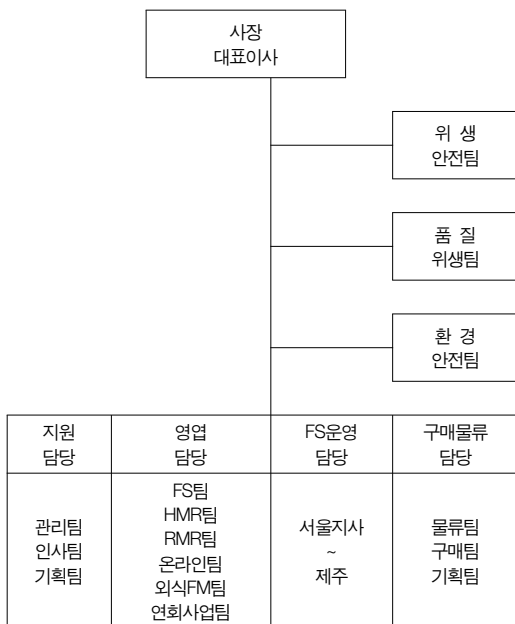 사장
대표이사
위 생
안전팀
품 질
위생팀
환 경
안전팀
지원
담당
영엽
담당
FS운영
담당
구매물류
담당
관리팀
인사팀
기획팀
FS팀
HMR팀
RMR팀
온라인팀
외식FM팀
연회사업팀
서울지사
~
제주
물류팀
구매팀
기획팀